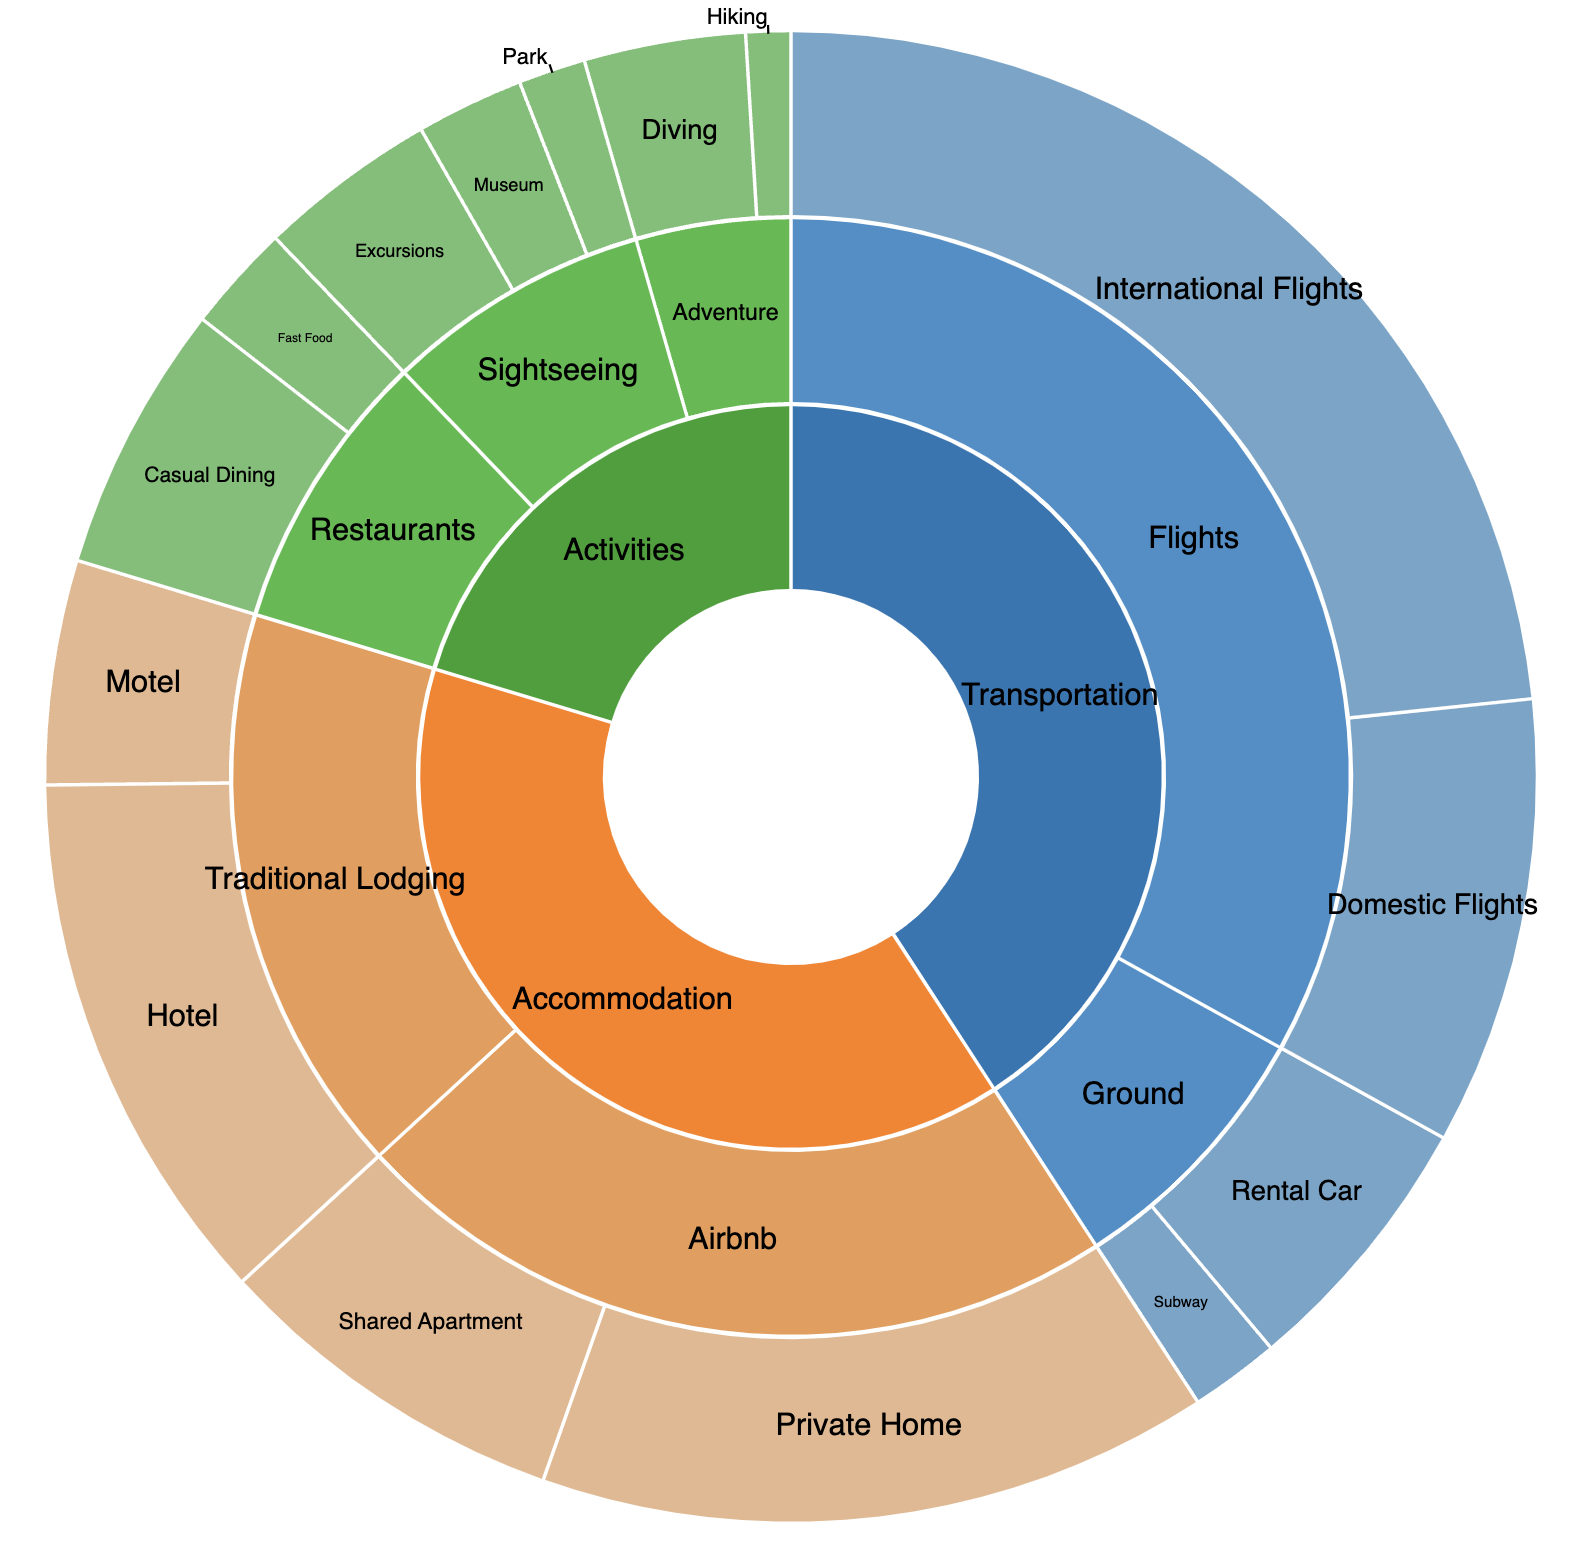 Hiking
Park
Diving
Museum
Excursions
International Flights
Adventure
Fast Food
Sightseeing
Casual Dining
Restaurants
Flights
Activities
Motel
Transportation
Traditional Lodging
Domestic Flights
Accommodation
Hotel
Ground
Rental Car
Airbnb
Subway
Shared Apartment
Private Home